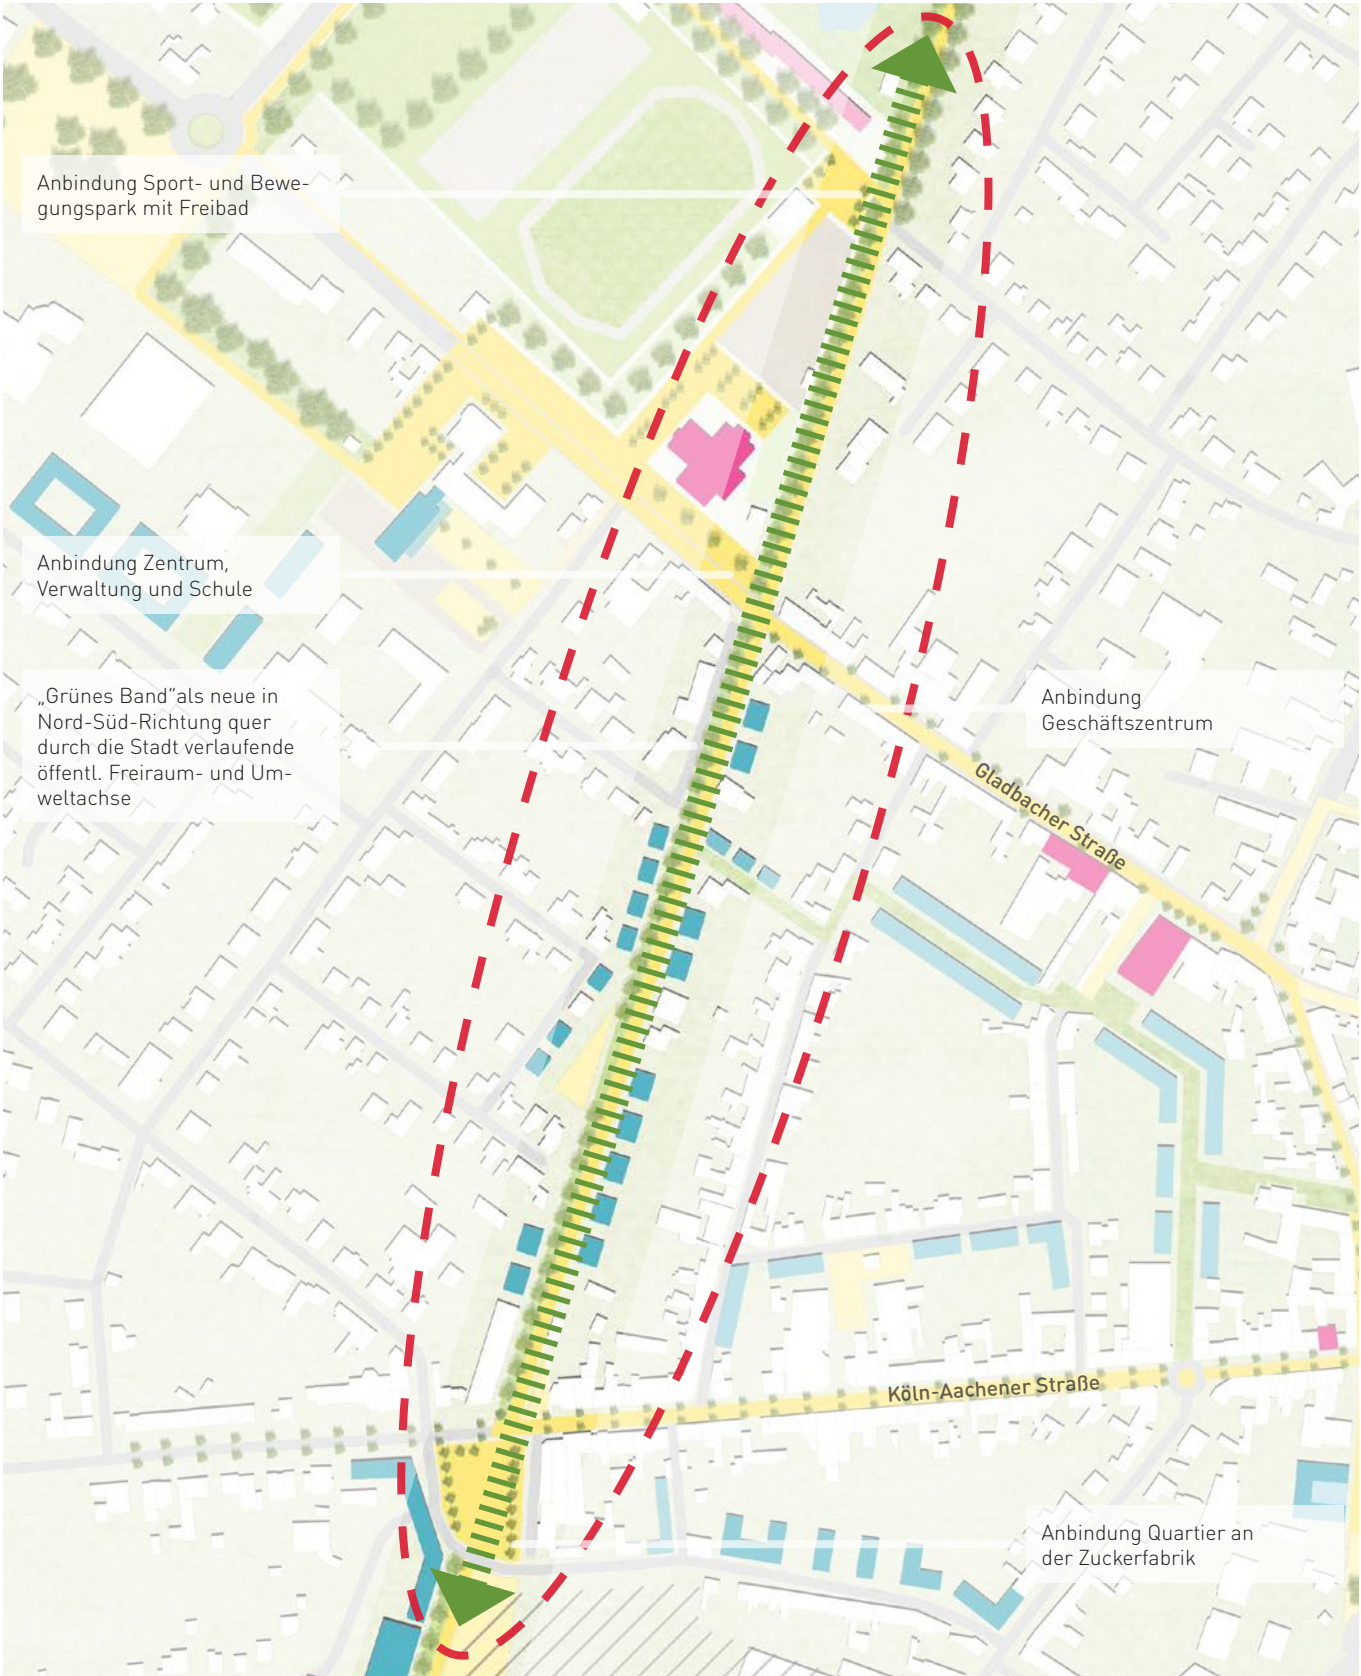 Anbindung Sport- und Bewe-
gungspark mit Freibad
Anbindung Zentrum,
Verwaltung und Schule
„Grünes Band“als neue in
Nord-Süd-Richtung quer
durch die Stadt verlaufende
öffentl. Freiraum- und Um-
weltachse
Anbindung
Geschäftszentrum
Gladbacher Straße
Köln-Aachener Straße
Anbindung Quartier an
der Zuckerfabrik